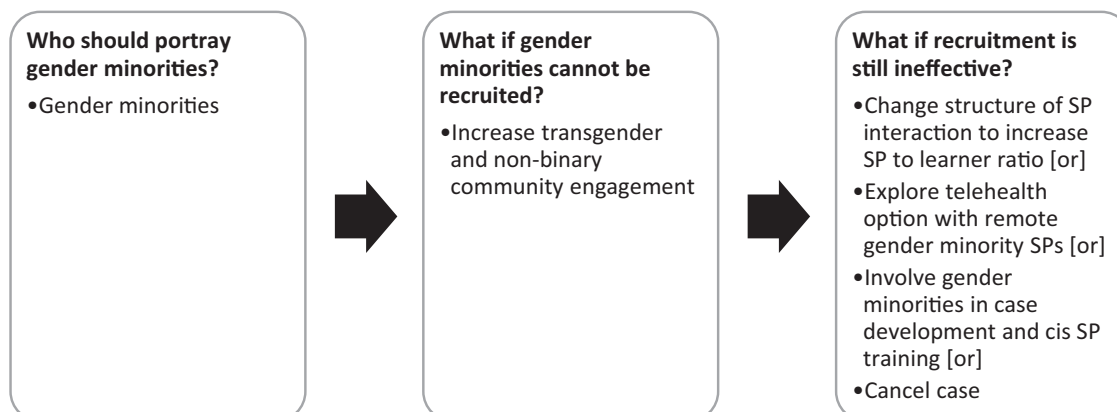 Who should portray
gender minorities?
•Gender minorities
What if gender
minorities cannot be
recruited?
•Increase transgender
and non-binary
community engagement
What if recruitment is
still ineffective?
•Change structure of SP
interaction to increase
SP to learner ratio [or]
•Explore telehealth
option with remote
gender minority SPs [or]
•Involve gender
minorities in case
development and cis SP
training [or]
•Cancel case